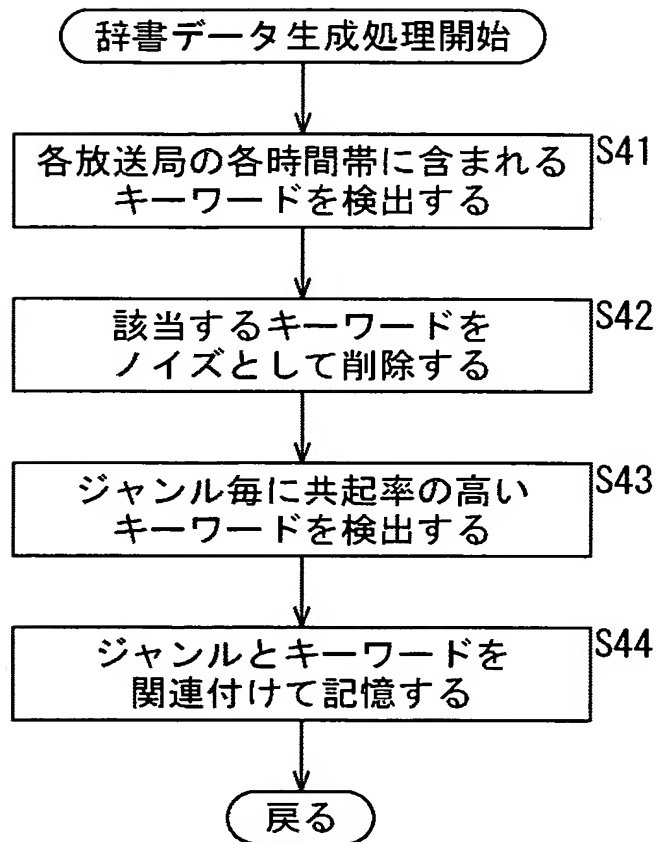 辞書データ生成処理開始
各放送局の各時間帯に含まれる
キーワードを検出する
S41
該当するキーワードを
ノイズとして削除する
S42
ジャンル毎に共起率の高い
キーワードを検出する
S43
ジャンルとキーワードを
関連付けて記憶する
S44
戻る